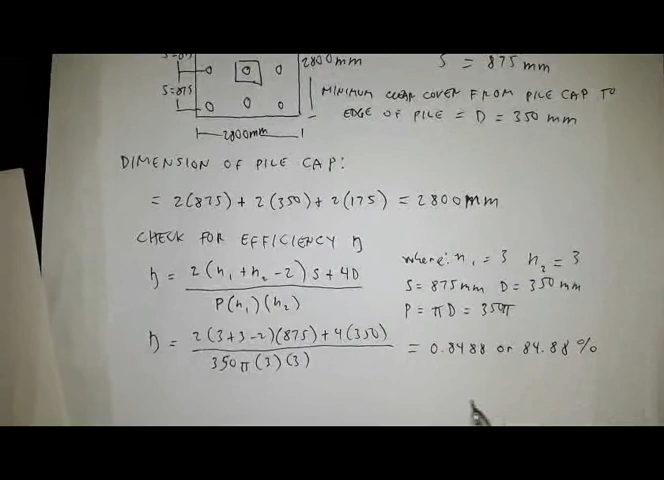 2800mm
S = 875 mm
S=875
MINIMUM CLEAR COVER FROM PILE CAP TO
EDGE OF PILE = D = 350 mm
2800mm
DIMENSION OF PILE CAP:
= 2(875) + 2(350) + 2(175) = 2800mm
CHECK FOR EFFICIENCY η
η = 2(n₁ + n₂ - 2) S + 4D / P(n₁)(n₂)
where: n₁ = 3 n₂ = 3
S = 875mm D = 350 mm
P = πD = 350π
η = 2(3+3-2)(875) + 4(350) / 350π(3)(3) = 0.8488 or 84.88 %